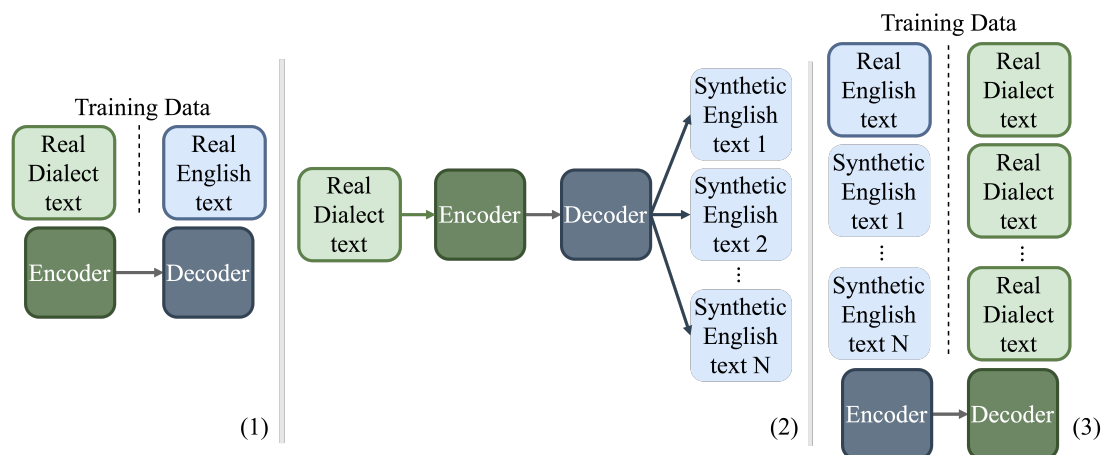 Training Data
Real
Dialect
text
Real
English
text
Encoder
Decoder
(1)
Real
Dialect
text
Encoder
Decoder
Synthetic
English
text 1
Synthetic
English
text 2
Synthetic
English
text N
(2)
Training Data
Real
English
text
Real
Dialect
text
Synthetic
English
text 1
Real
Dialect
text
Synthetic
English
text N
Real
Dialect
text
Encoder
Decoder
(3)